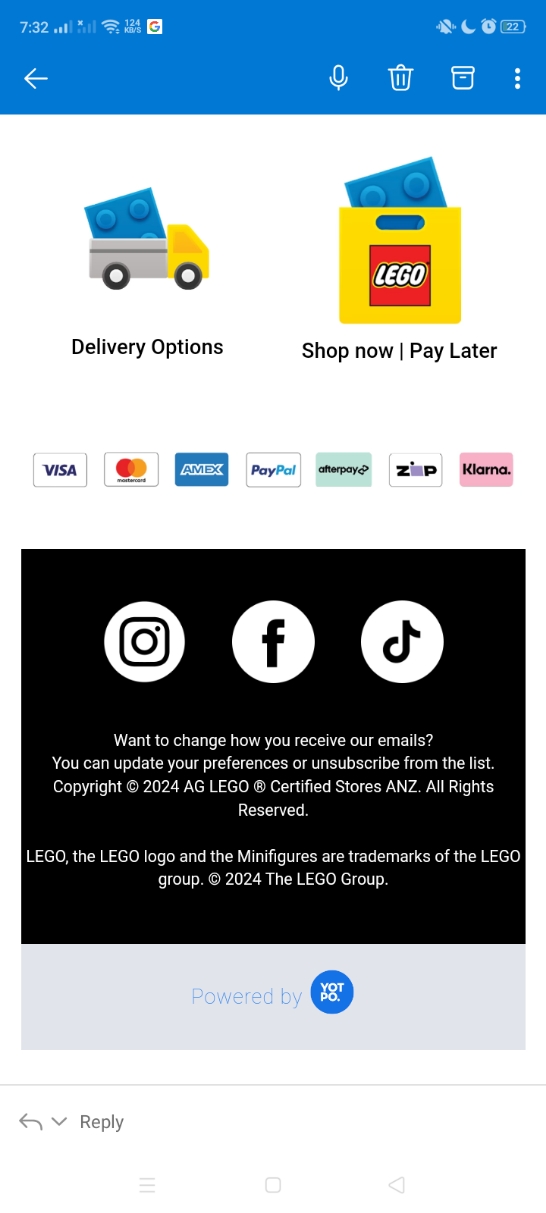 7:32
124
KB/S
G
22
LEGO
Delivery Options
Shop now | Pay Later
VISA
mastercard
AMEX
PayPal
afterpay
zip
Klarna.
Want to change how you receive our emails?
You can update your preferences or unsubscribe from the list.
Copyright © 2024 AG LEGO ® Certified Stores ANZ. All Rights
Reserved.
LEGO, the LEGO logo and the Minifigures are trademarks of the LEGO
group. © 2024 The LEGO Group.
Powered by
YOT
PO.
Reply